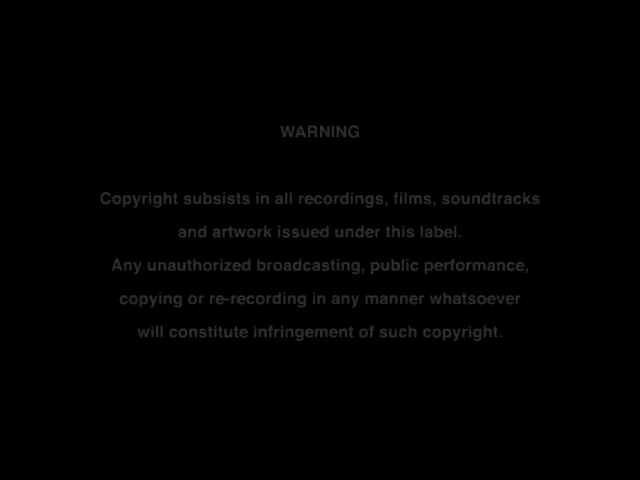 WARNING
Copyright subsists in all recordings, films, soundtracks
and artwork issued under this label.
Any unauthorized broadcasting, public performance,
copying or re-recording in any manner whatsoever
will constitute infringement of such copyright.